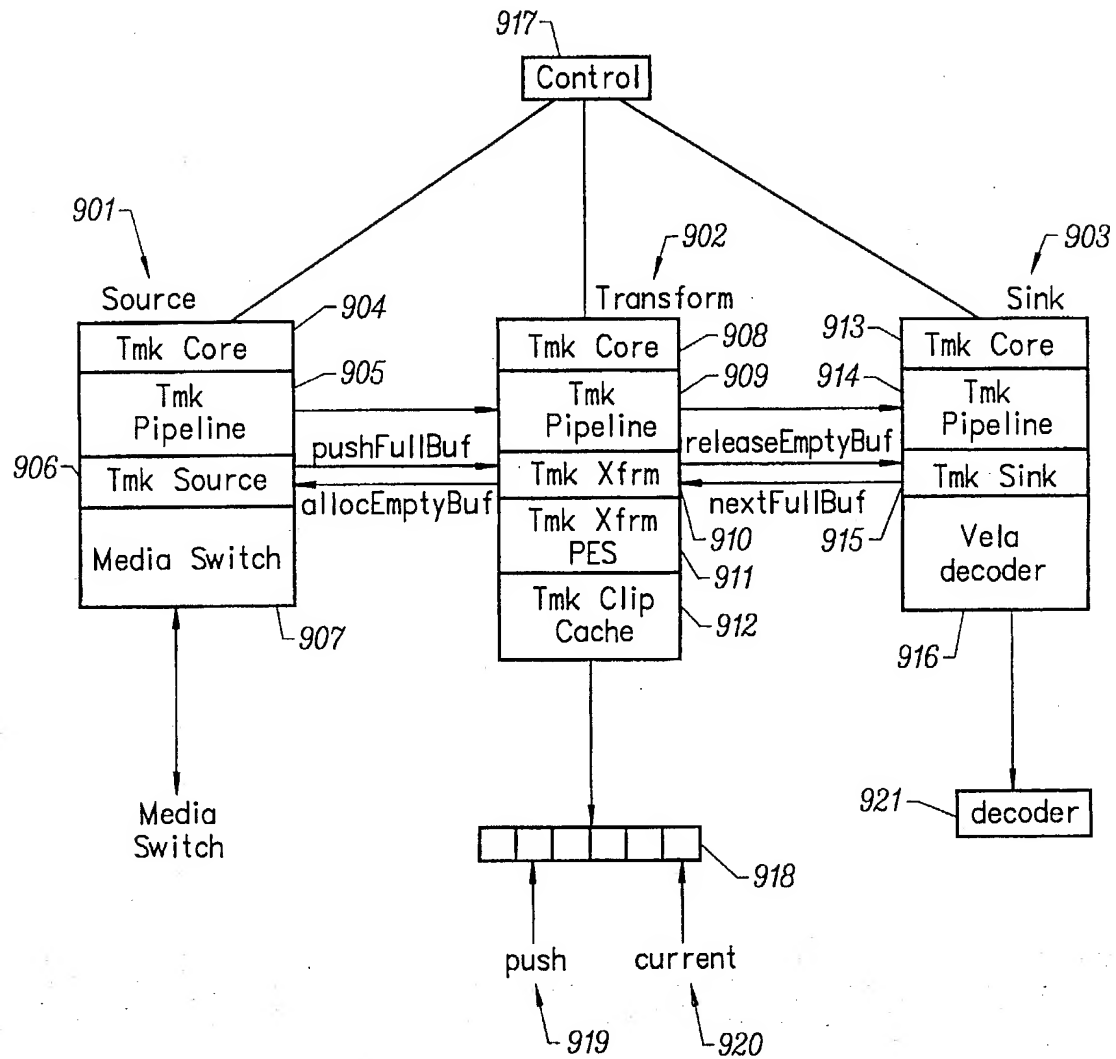 917
Control
901
902
903
Source
Transform
Sink
904
908
913
Tmk Core
Tmk Core
Tmk Core
905
909
914
Tmk
Pipeline
Tmk
Pipeline
Tmk
Pipeline
pushFullBuf
releaseEmptyBuf
906
Tmk Source
Tmk Xfrm
Tmk Sink
allocEmptyBuf
nextFullBuf
910
915
Media Switch
Tmk Xfrm
PES
Vela
decoder
911
907
Tmk Clip
Cache
912
916
Media
Switch
921
decoder
918
push
current
919
920